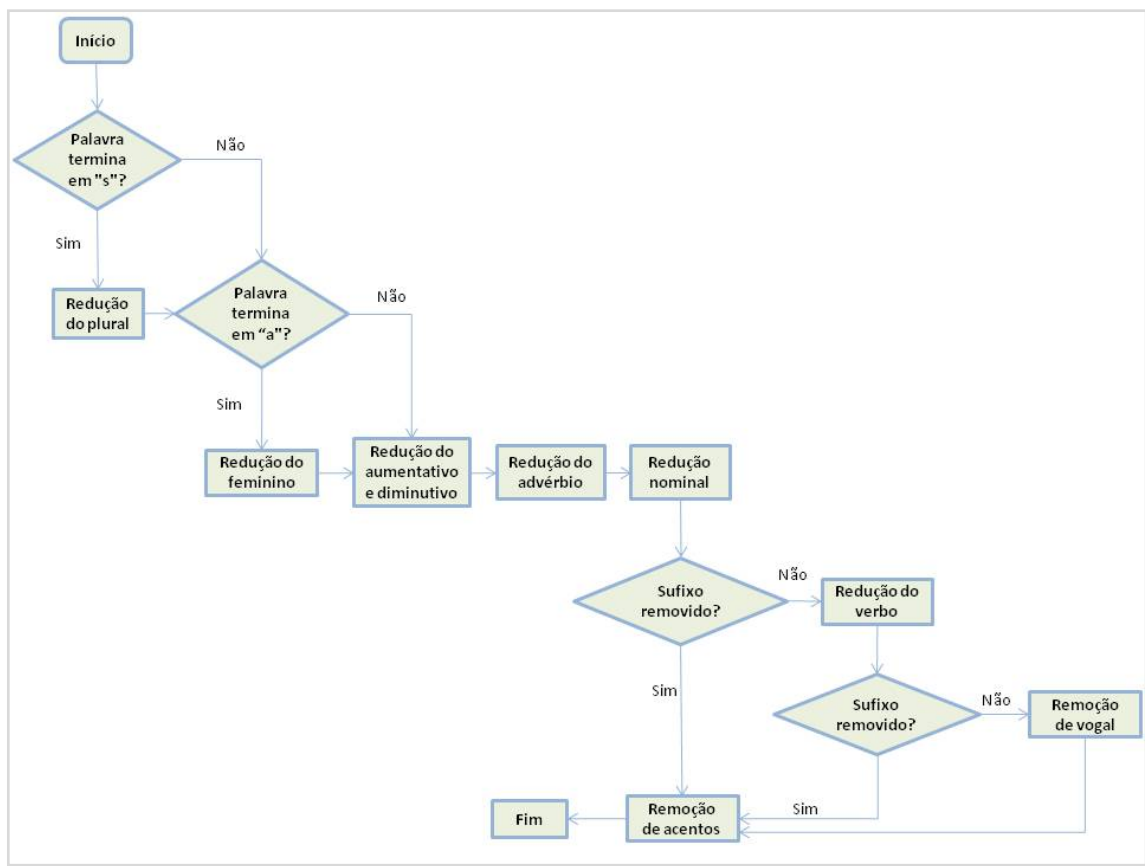 Início
Palavra
termina
em "s"?
Não
Sim
Redução
do plural
Palavra
termina
em “a"?
Não
Sim
Redução do
feminino
Redução do
aumentativo
e diminutivo
Redução do
advérbio
Redução
nominal
Sufixo
removido?
Não
Redução do
verbo
Sim
Sufixo
removido?
Não
Remoção
de vogal
Sim
Remoção
de acentos
Fim